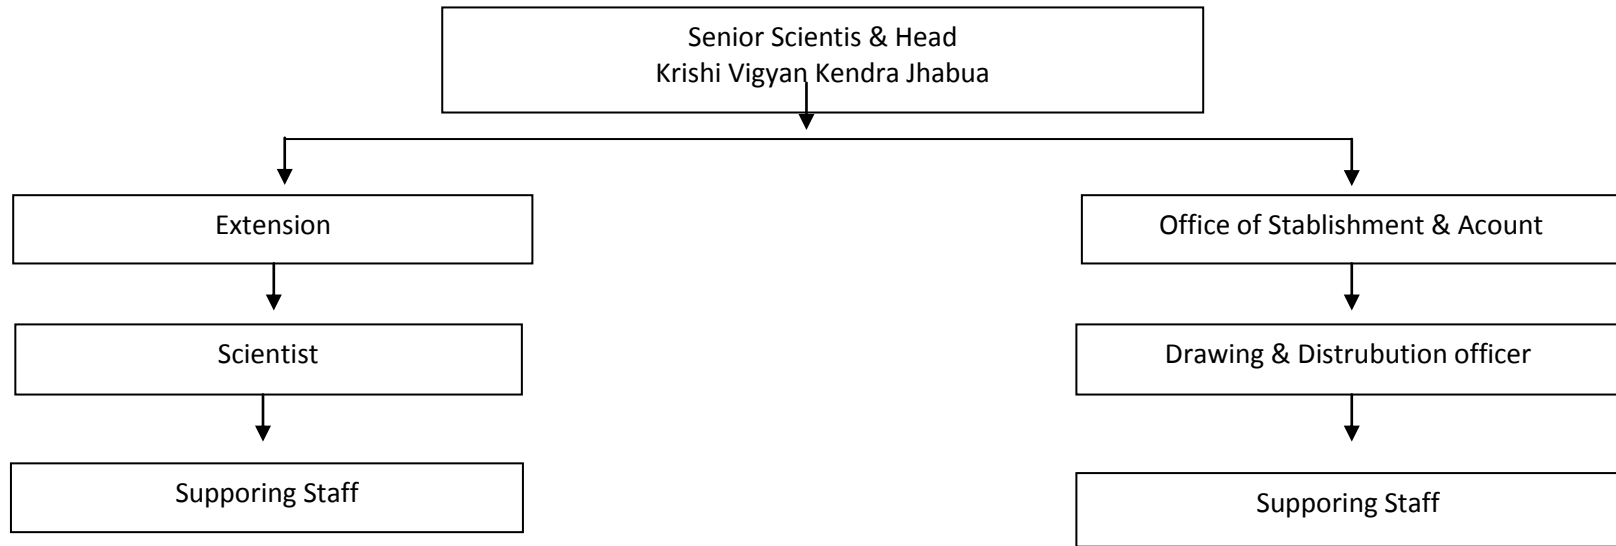 Senior Scientis & Head
Krishi Vigyan Kendra Jhabua
Extension
Office of Stablishment & Acount
Scientist
Drawing & Distrubution officer
Supporing Staff
Supporing Staff